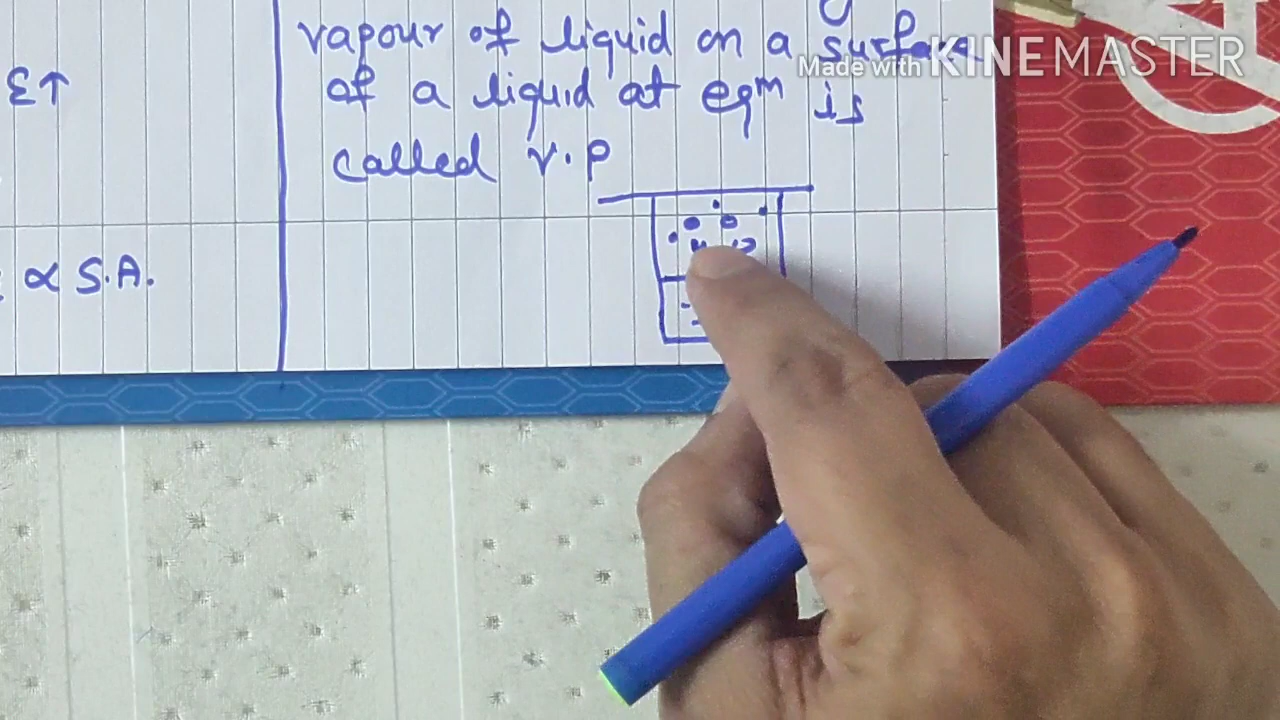 vapour of liquid on a surface
of a liquid at eqm is
called v.p
ε↑
∝ S.A.
Made with KINEMASTER